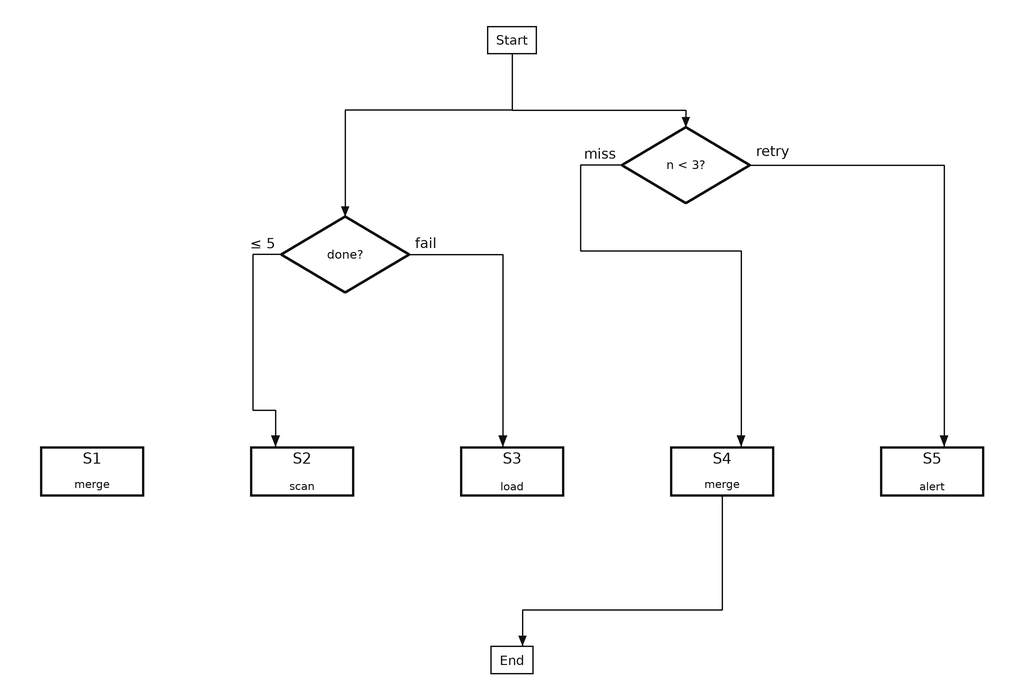 Start
n < 3?
miss
retry
done?
≤ 5
fail
S1
merge
S2
scan
S3
load
S4
merge
S5
alert
End